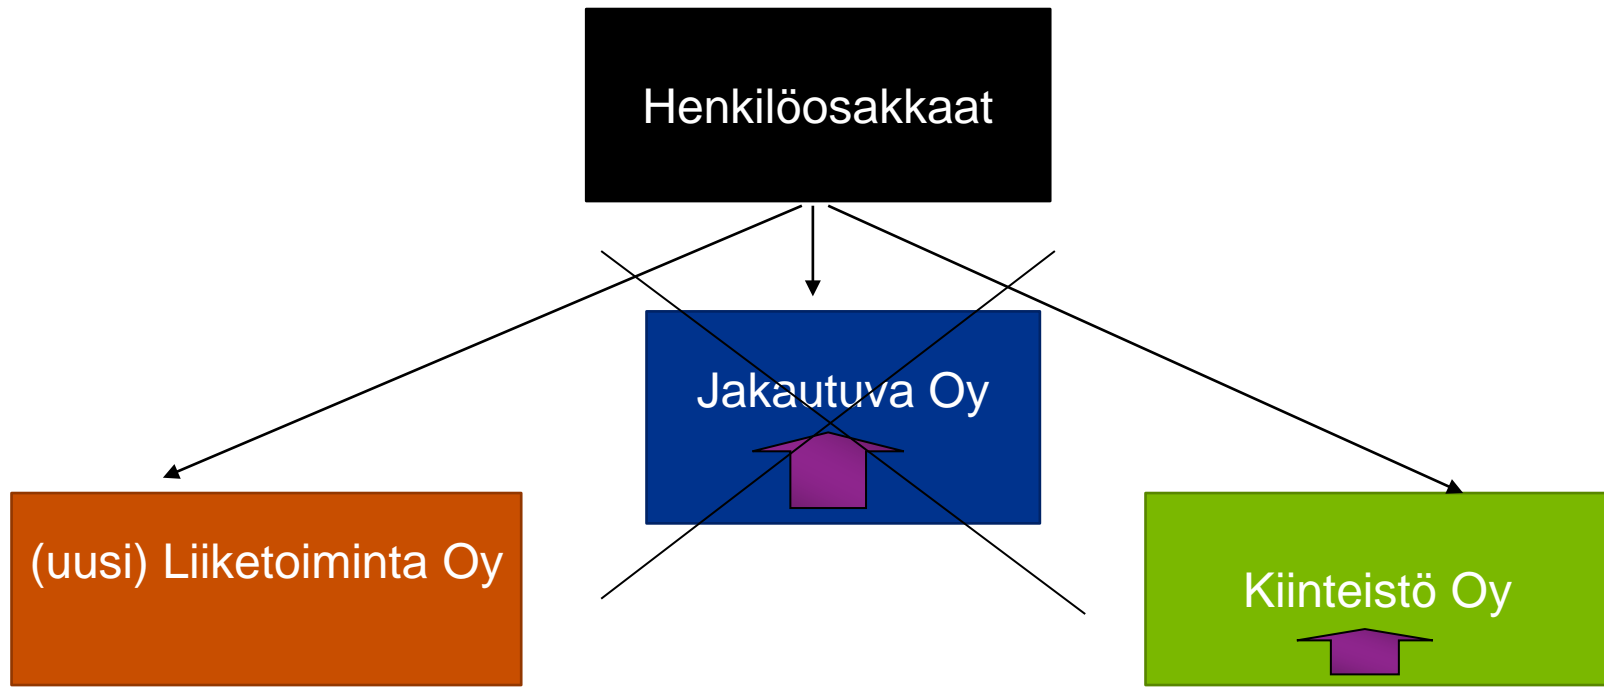 Henkilöosakkaat
Jakautuva Oy
(uusi) Liiketoiminta Oy
Kiinteistö Oy